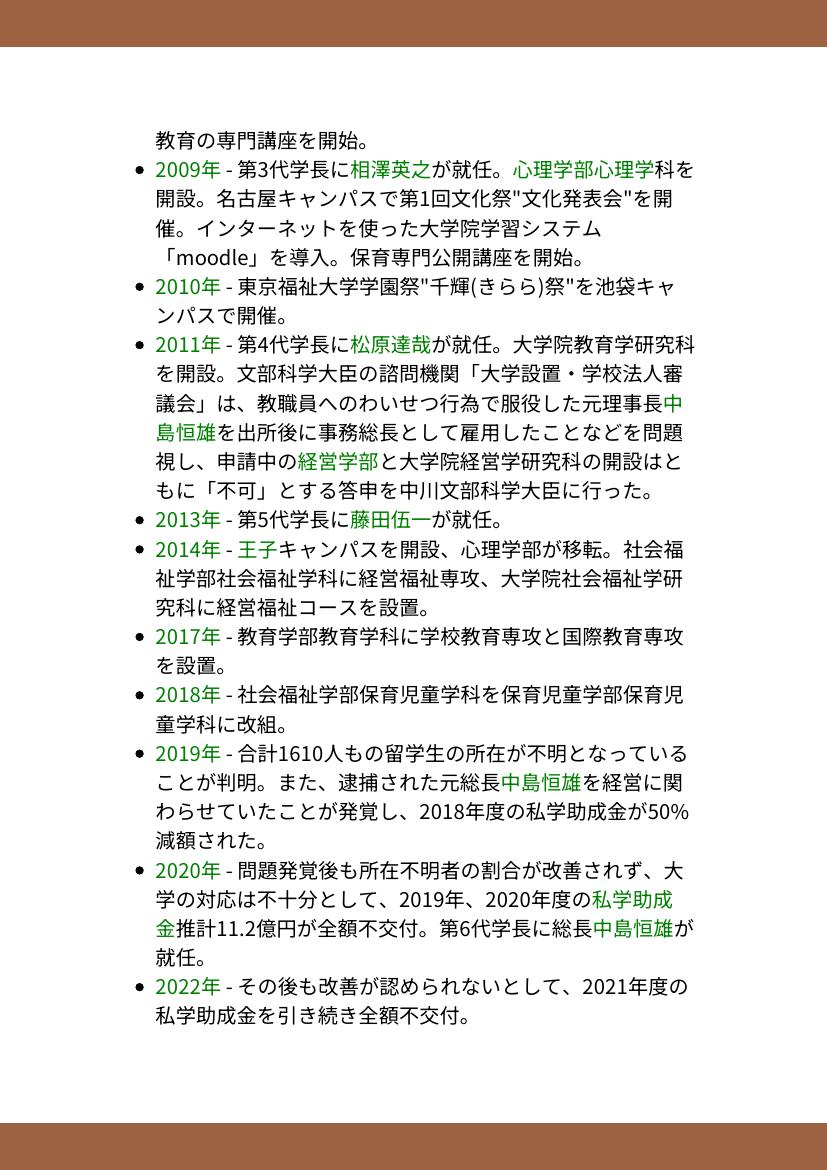 教育の専門講座を開始。
• 2009年 - 第3代学長に相澤英之が就任。心理学部心理学科を
開設。名古屋キャンパスで第1回文化祭"文化発表会"を開
催。インターネットを使った大学院学習システム
「moodle」を導入。保育専門公開講座を開始。
• 2010年 - 東京福祉大学学園祭"千輝(きらら)祭"を池袋キャ
ンパスで開催。
• 2011年 - 第4代学長に松原達哉が就任。大学院教育学研究科
を開設。文部科学大臣の諮問機関「大学設置・学校法人審
議会」は、教職員へのわいせつ行為で服役した元理事長中
島恒雄を出所後に事務総長として雇用したことなどを問題
視し、申請中の経営学部と大学院経営学研究科の開設はと
もに「不可」とする答申を中川文部科学大臣に行った。
• 2013年 - 第5代学長に藤田伍一が就任。
• 2014年 - 王子キャンパスを開設、心理学部が移転。社会福
祉学部社会福祉学科に経営福祉専攻、大学院社会福祉学研
究科に経営福祉コースを設置。
• 2017年 - 教育学部教育学科に学校教育専攻と国際教育専攻
を設置。
• 2018年 - 社会福祉学部保育児童学科を保育児童学部保育児
童学科に改組。
• 2019年 - 合計1610人もの留学生の所在が不明となっている
ことが判明。また、逮捕された元総長中島恒雄を経営に関
わらせていたことが発覚し、2018年度の私学助成金が50%
減額された。
• 2020年 - 問題発覚後も所在不明者の割合が改善されず、大
学の対応は不十分として、2019年、2020年度の私学助成
金推計11.2億円が全額不交付。第6代学長に総長中島恒雄が
就任。
• 2022年 - その後も改善が認められないとして、2021年度の
私学助成金を引き続き全額不交付。